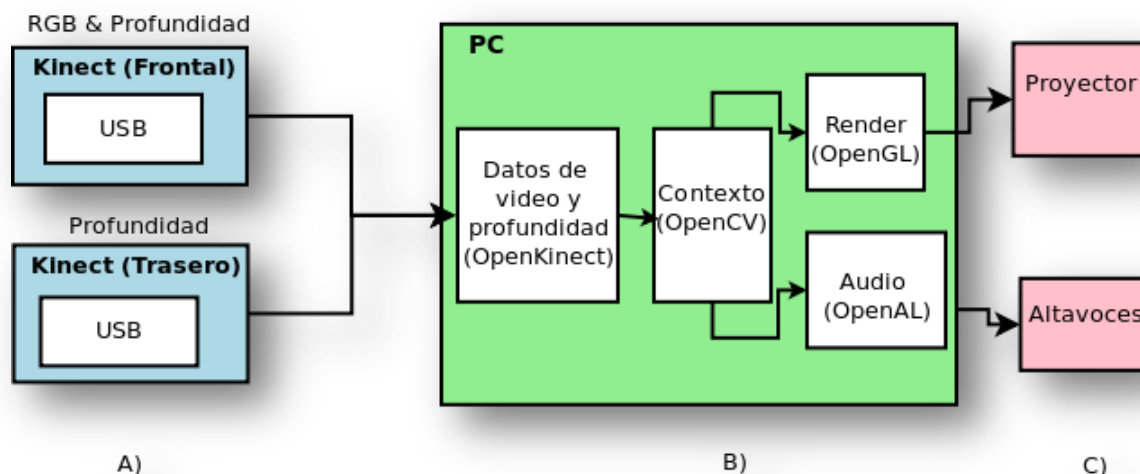 RGB & Profundidad
Kinect (Frontal)
USB
Profundidad
Kinect (Trasero)
USB
A)
PC
Datos de
video y
profundidad
(OpenKinect)
Contexto
(OpenCV)
Render
(OpenGL)
Audio
(OpenAL)
B)
Proyector
Altavoces
C)